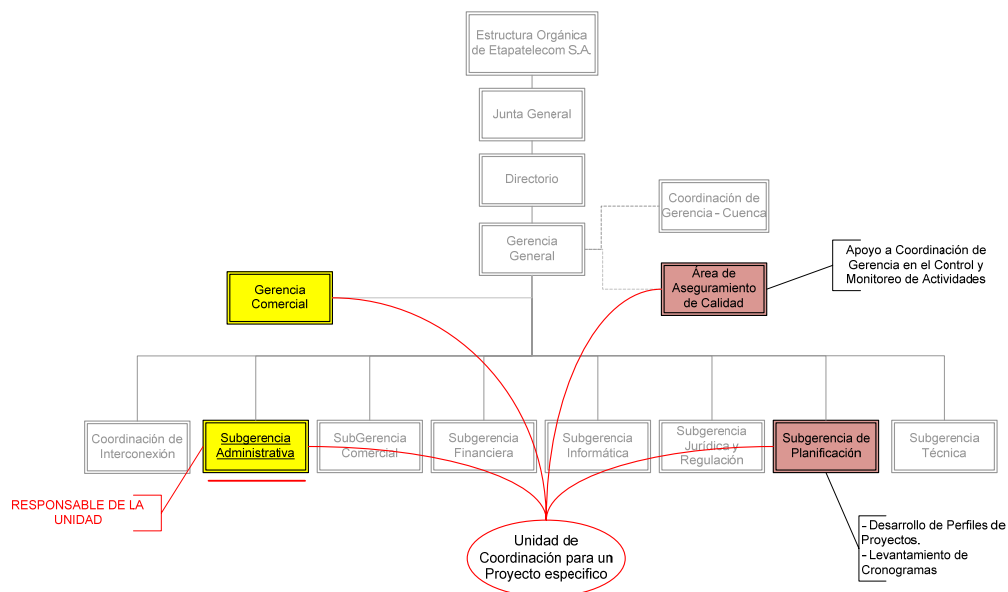 Estructura Orgánica
de Etapatelecom S.A.
Junta General
Directorio
Coordinación de
Gerencia - Cuenca
Gerencia
General
Apoyo a Coordinación de
Gerencia en el Control y
Monitoreo de Actividades
Área de
Aseguramiento
de Calidad
Gerencia
Comercial
Coordinación de
Interconexión
Subgerencia
Administrativa
SubGerencia
Comercial
Subgerencia
Financiera
Subgerencia
Informática
Subgerencia
Jurídica y
Regulación
Subgerencia de
Planificación
Subgerencia
Técnica
RESPONSABLE DE LA
UNIDAD
Unidad de
Coordinación para un
Proyecto especifico
- Desarrollo de Perfiles de
Proyectos.
- Levantamiento de
Cronogramas